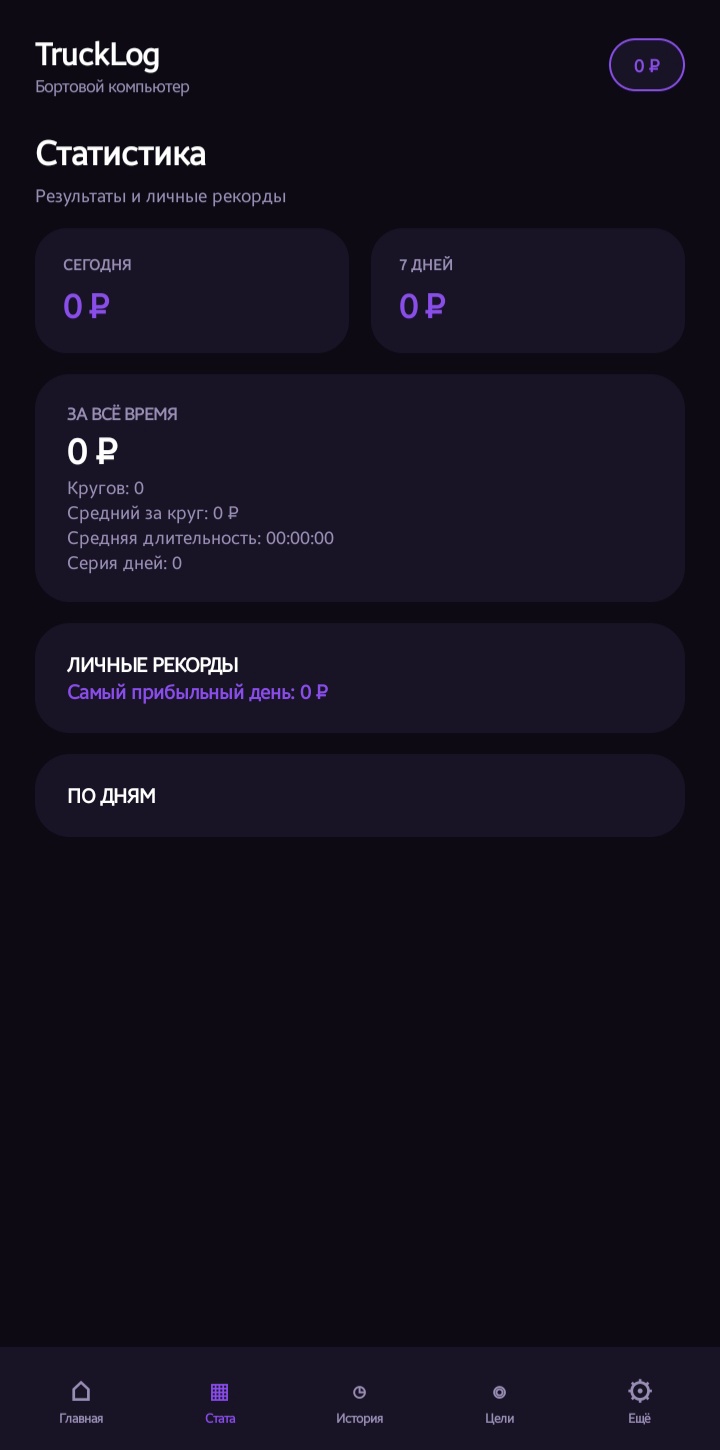 TruckLog
Бортовой компьютер
0 ₽
Статистика
Результаты и личные рекорды
СЕГОДНЯ
0 ₽
7 ДНЕЙ
0 ₽
ЗА ВСЁ ВРЕМЯ
0 ₽
Кругов: 0
Средний за круг: 0 ₽
Средняя длительность: 00:00:00
Серия дней: 0
ЛИЧНЫЕ РЕКОРДЫ
Самый прибыльный день: 0 ₽
ПО ДНЯМ
Главная
Стата
История
Цели
Ещё